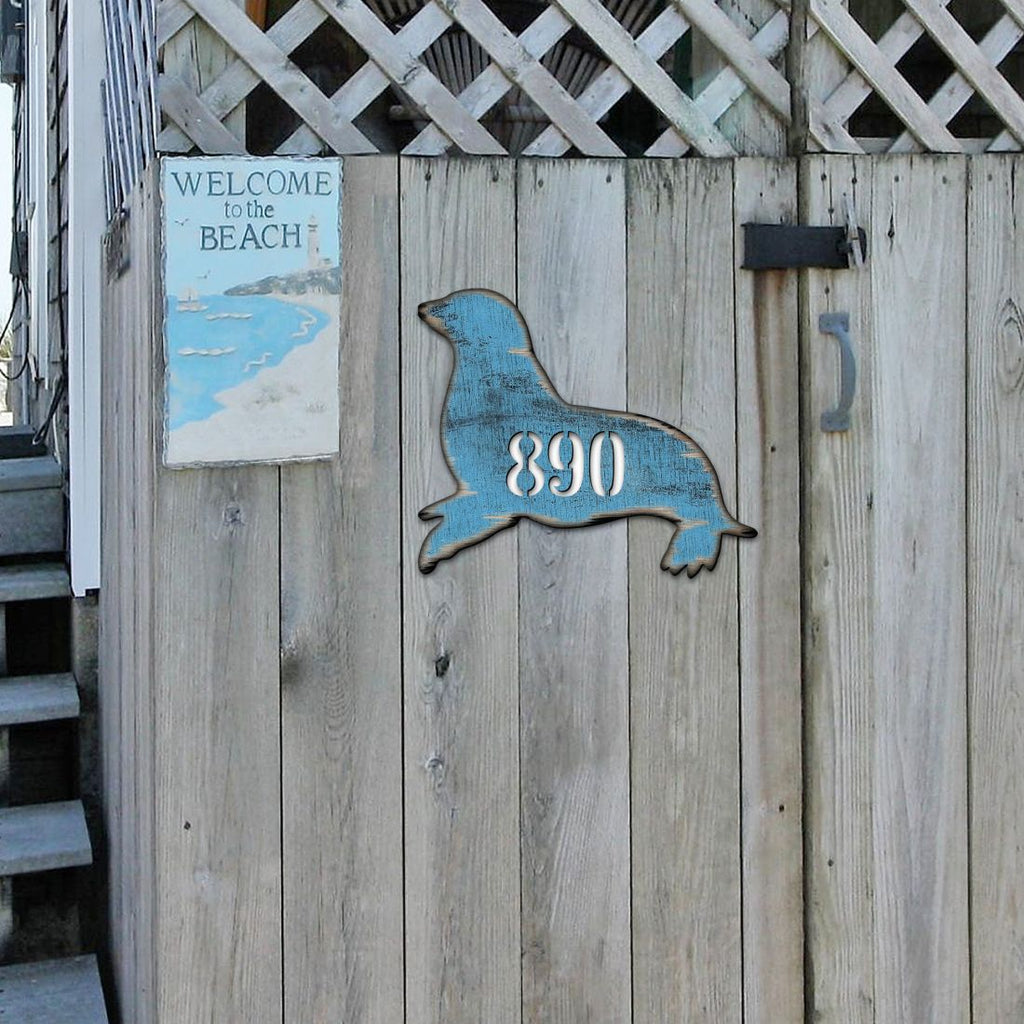 WELCOME
to the
BEACH
890